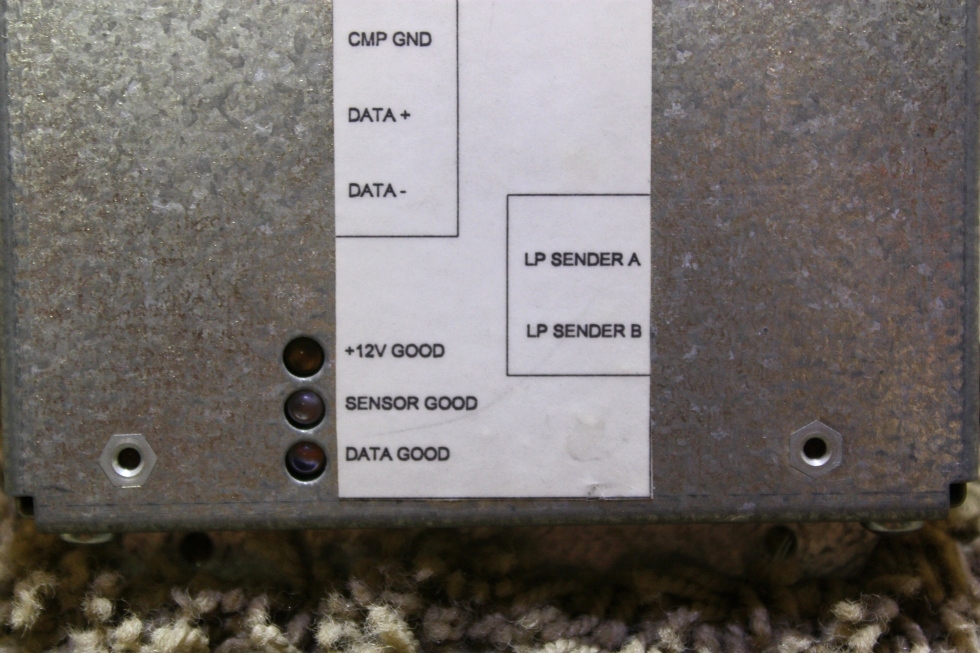 CMP GND
DATA +
DATA -
LP SENDER A
LP SENDER B
+12V GOOD
SENSOR GOOD
DATA GOOD